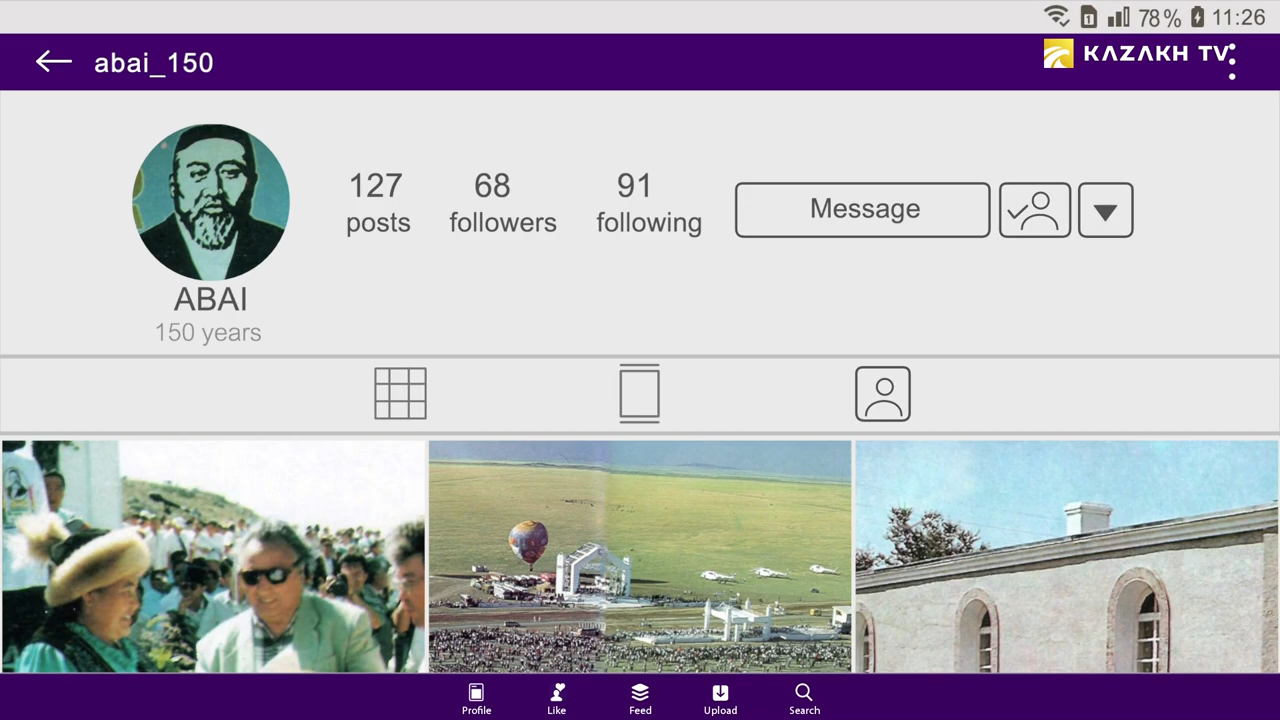 78% 11:26
abai_150
KAZAKH TV
127 posts
68 followers
91 following
Message
ABAI
150 years
Profile
Like
Feed
Upload
Search